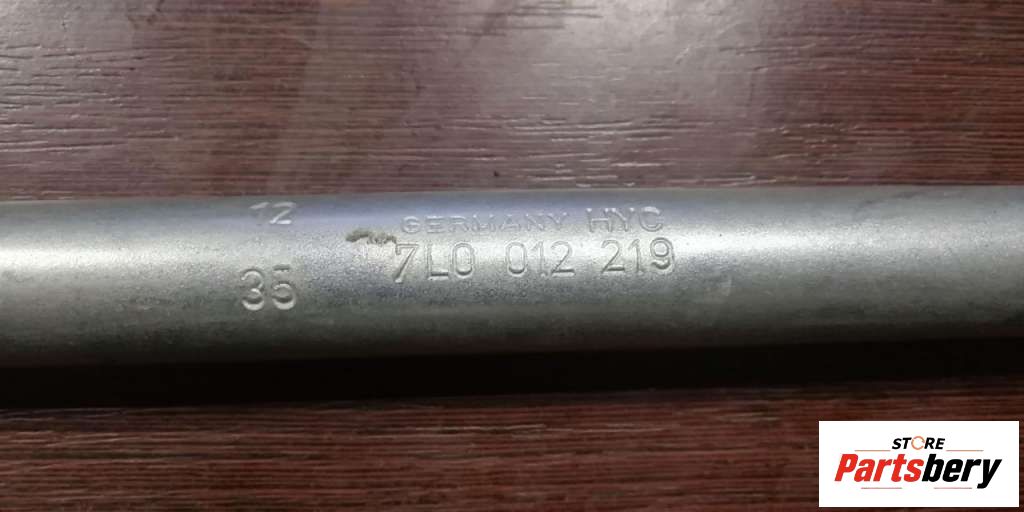 12
GERMANY HYC
7L0 012 219
35
STORE
Partsbery